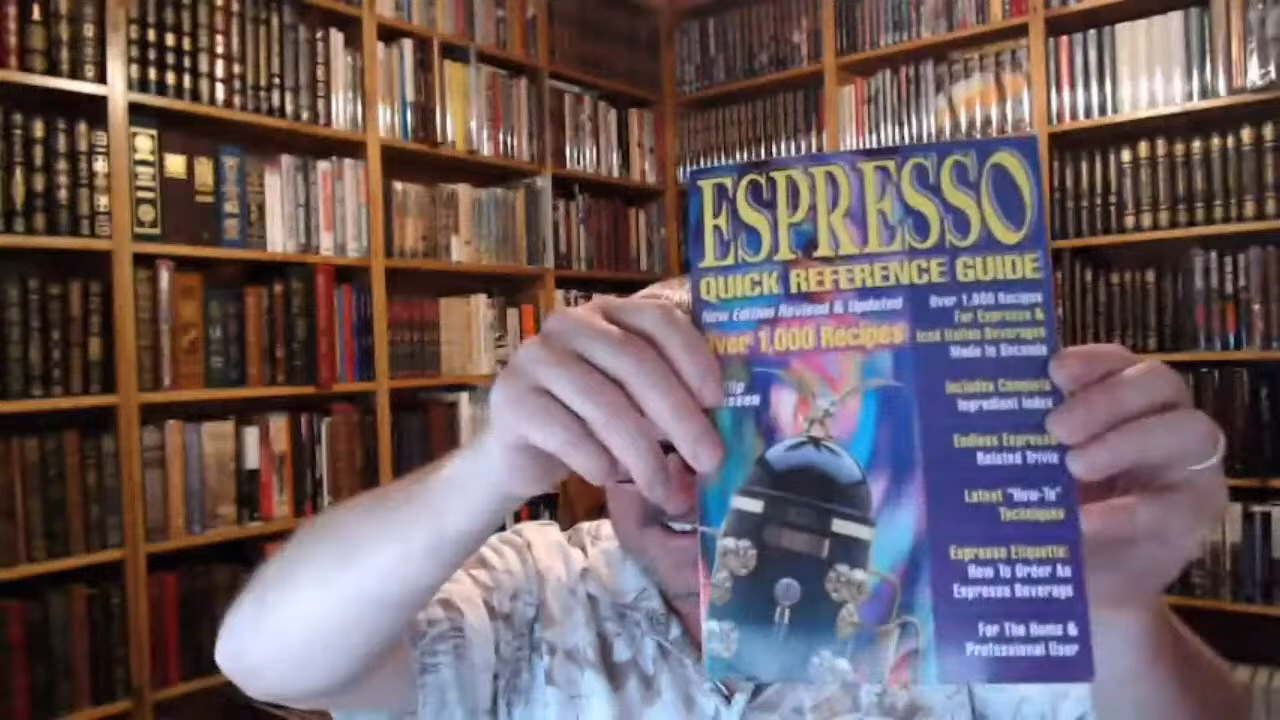 ESPRESSO
QUICK REFERENCE GUIDE
New Edition Revised & Updated
Over 1,000 Recipes
Over 1,000 Recipes
For Espresso &
Iced Italian Beverages
Made In Seconds
Includes Complete
Ingredient Index
Endless Espresso
Related Trivia
Latest "How-To"
Techniques
Espresso Etiquette:
How To Order An
Espresso Beverage
For The Home &
Professional User